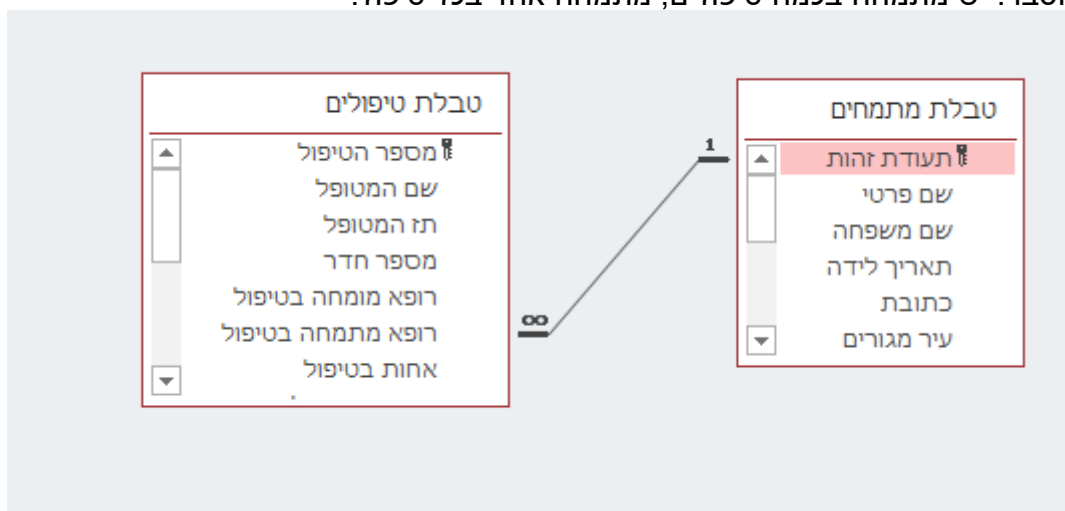 טבלת מתמחים
תעודת זהות
שם פרטי
שם משפחה
תאריך לידה
כתובת
עיר מגורים
1
∞
טבלת טיפולים
מספר הטיפול
שם המטופל
תז המטופל
מספר חדר
רופא מומחה בטיפול
רופא מתמחה בטיפול
אחות בטיפול